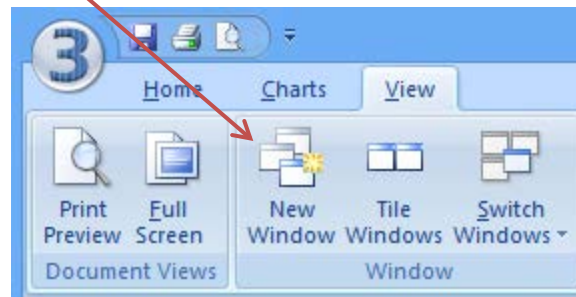 3
Home Charts View
Print Full New Tile Switch
Preview Screen Window Windows Windows
Document Views Window